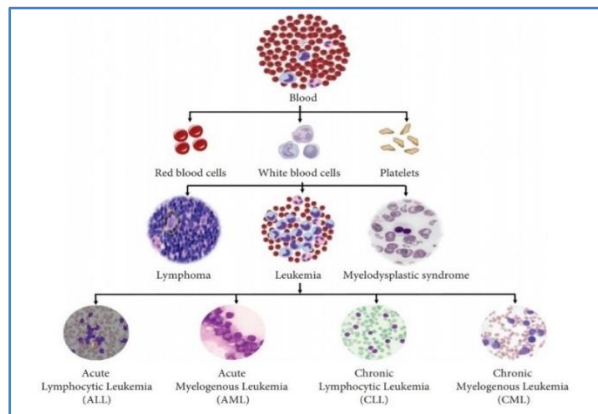 Blood
Red blood cells
White blood cells
Platelets
Lymphoma
Leukemia
Myelodysplastic syndrome
Acute
Lymphocytic Leukemia
(ALL)
Acute
Myelogenous Leukemia
(AML)
Chronic
Lymphocytic Leukemia
(CLL)
Chronic
Myelogenous Leukemia
(CML)